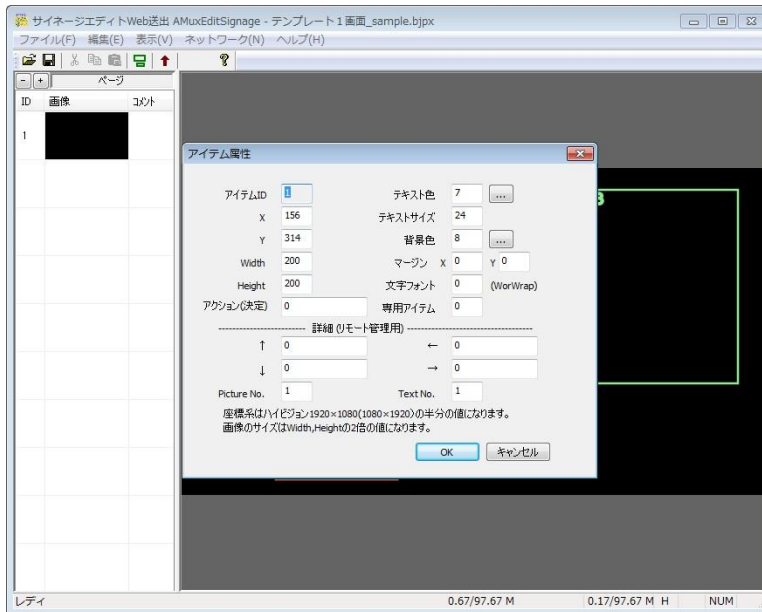 サイネージエディトWeb送出 AMuxEditSignage - テンプレート1画面_sample.bjpx
ファイル(F) 編集(E) 表示(V) ネットワーク(N) ヘルプ(H)
- + ページ
ID 画像 コメント
1
アイテム属性
アイテムID 1 テキスト色 7 ...
X 156 テキストサイズ 24
Y 314 背景色 8 ...
Width 200 マージン X 0 Y 0
Height 200 文字フォント 0 (WorWrap)
アクション(決定) 0 専用アイテム 0
------------------------ 詳細 (リモート管理用) -----------------------------------
↑ 0 ← 0
↓ 0 → 0
Picture No. 1 Text No. 1
座標系はハイビジョン1920×1080(1080×1920)の半分の値になります。
画像のサイズはWidth,Heightの2倍の値になります。
OK キャンセル
レディ 0.67/97.67 M 0.17/97.67 M H NUM